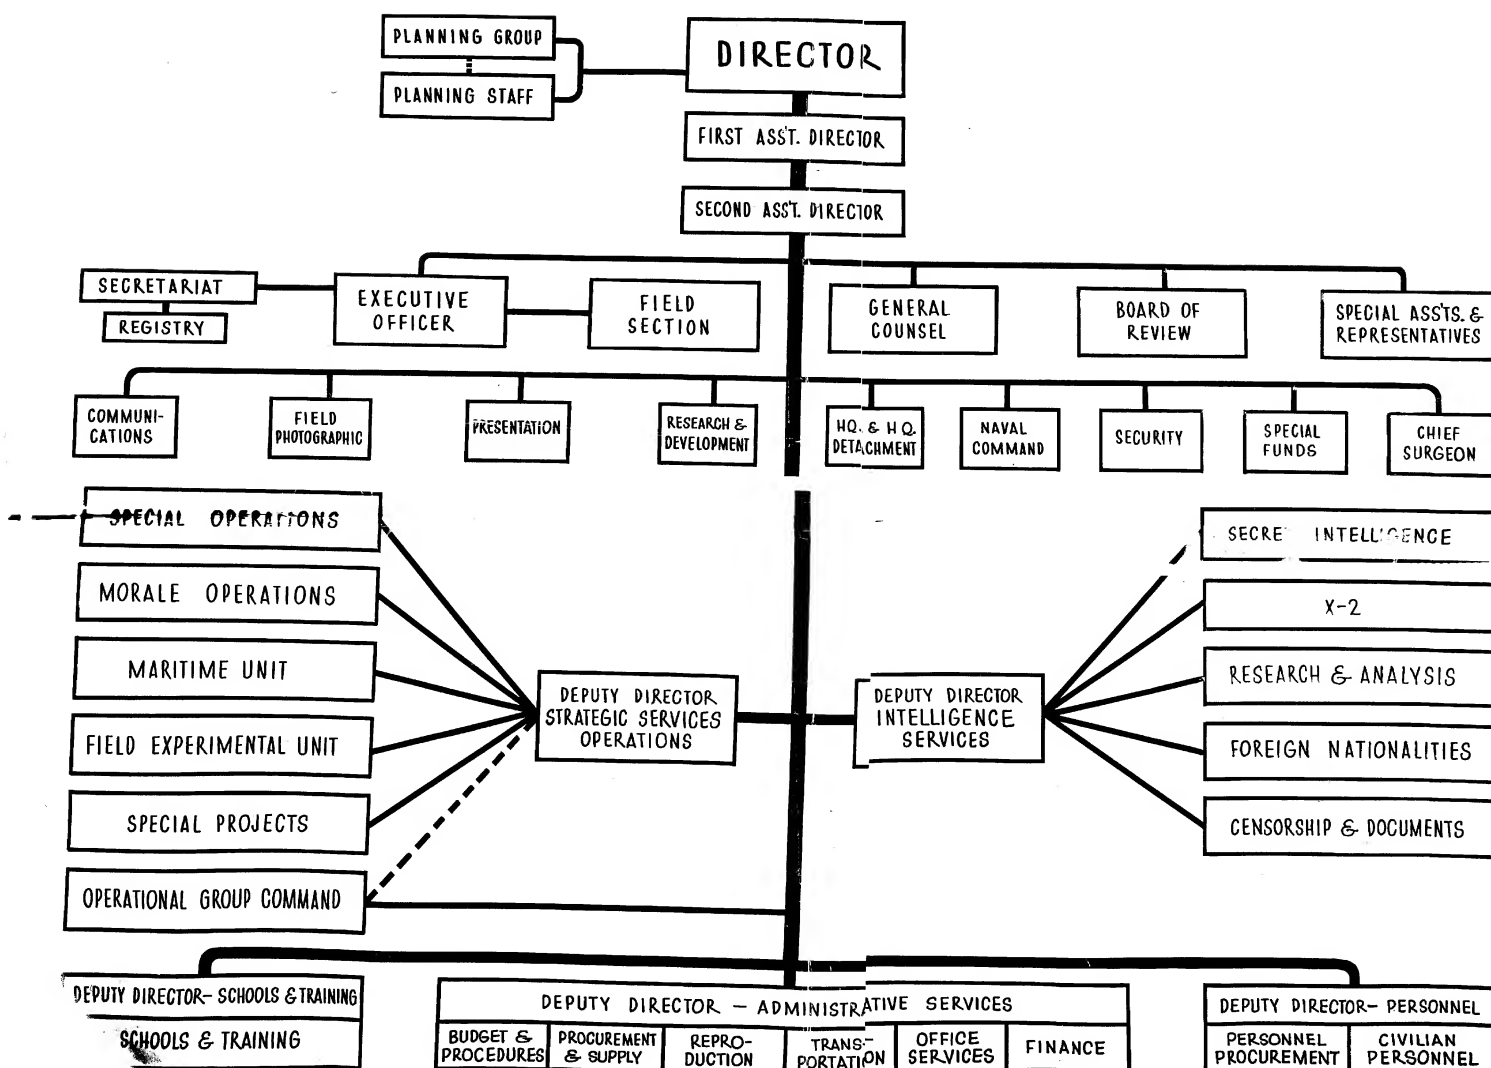 PLANNING GROUP
PLANNING STAFF
DIRECTOR
FIRST ASS'T. DIRECTOR
SECOND ASS'T. DIRECTOR
SECRETARIAT
REGISTRY
EXECUTIVE
OFFICER
FIELD
SECTION
GENERAL
COUNSEL
BOARD OF
REVIEW
SPECIAL ASS'TS. &
REPRESENTATIVES
COMMUNI-
CATIONS
FIELD
PHOTOGRAPHIC
PRESENTATION
RESEARCH &
DEVELOPMENT
HQ. & HQ.
DETACHMENT
NAVAL
COMMAND
SECURITY
SPECIAL
FUNDS
CHIEF
SURGEON
SPECIAL OPERATIONS
MORALE OPERATIONS
MARITIME UNIT
FIELD EXPERIMENTAL UNIT
SPECIAL PROJECTS
OPERATIONAL GROUP COMMAND
DEPUTY DIRECTOR
STRATEGIC SERVICES
OPERATIONS
DEPUTY DIRECTOR
INTELLIGENCE
SERVICES
SECRET INTELLIGENCE
X-2
RESEARCH & ANALYSIS
FOREIGN NATIONALITIES
CENSORSHIP & DOCUMENTS
DEPUTY DIRECTOR- SCHOOLS & TRAINING
SCHOOLS & TRAINING
DEPUTY DIRECTOR - ADMINISTRATIVE SERVICES
BUDGET &
PROCEDURES
PROCUREMENT
& SUPPLY
REPRO-
DUCTION
TRANS-
PORTATION
OFFICE
SERVICES
FINANCE
DEPUTY DIRECTOR- PERSONNEL
PERSONNEL
PROCUREMENT
CIVILIAN
PERSONNEL